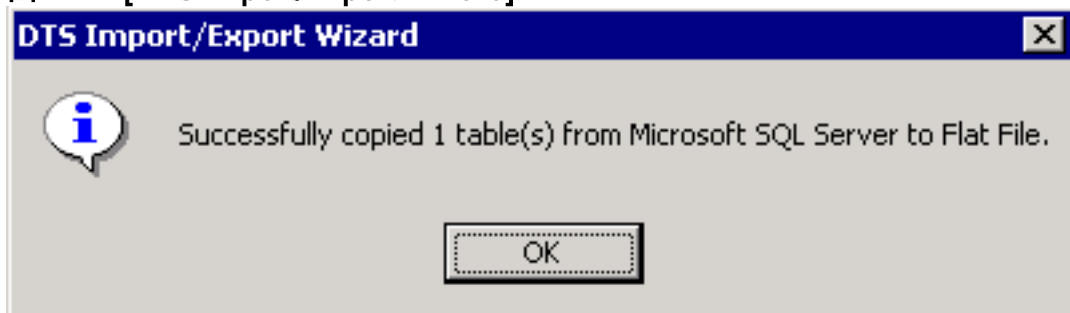 DTS Import/Export Wizard
Successfully copied 1 table(s) from Microsoft SQL Server to Flat File.
OK